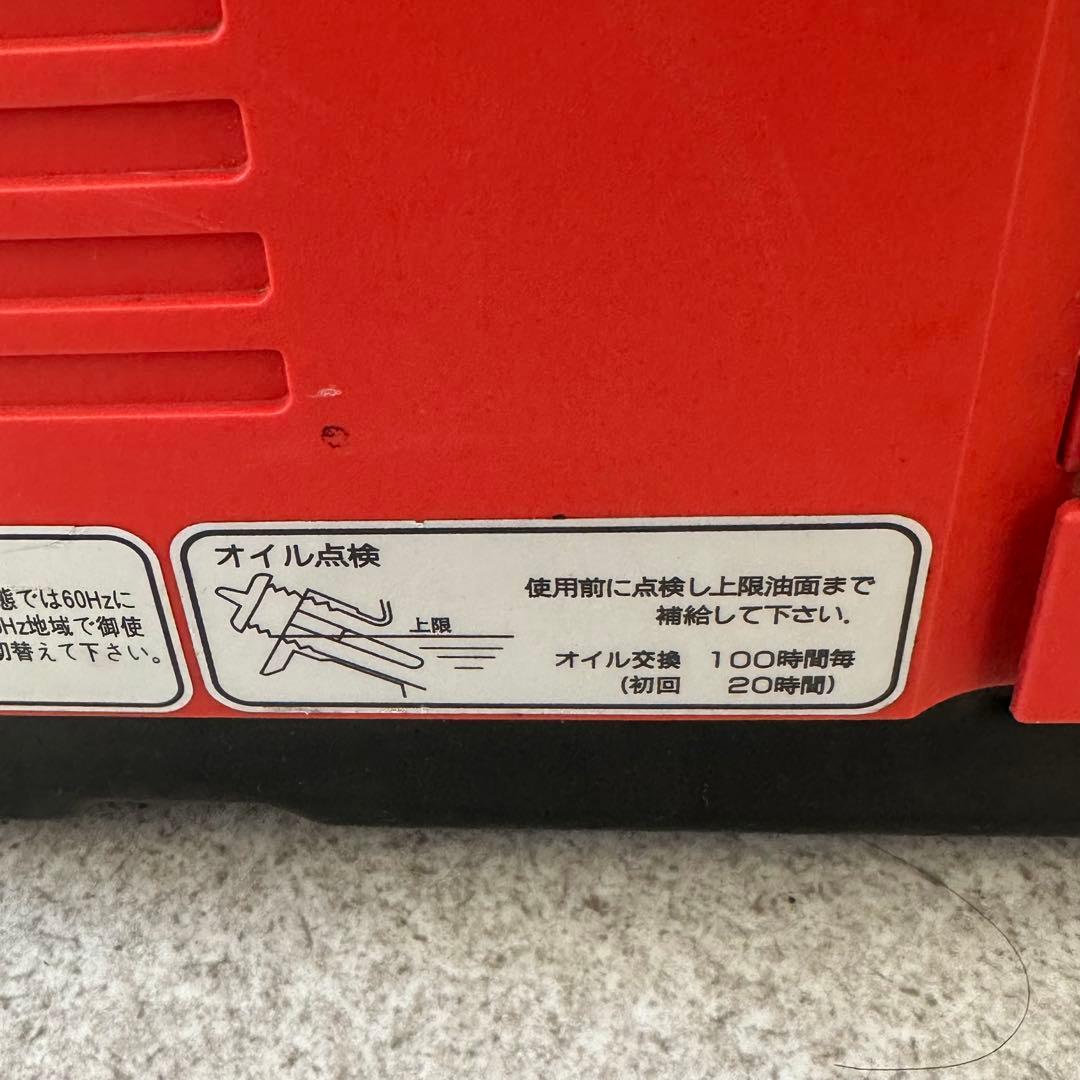 態では60Hzに
Hz地域で御使
切替えて下さい。
オイル点検
上限
使用前に点検し上限油面まで
補給して下さい.
オイル交換 100時間毎
(初回 20時間)